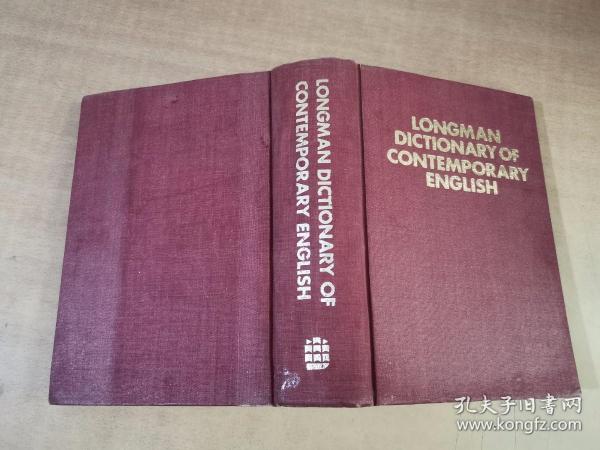 LONGMAN DICTIONARY OF
CONTEMPORARY ENGLISH
LONGMAN
DICTIONARY OF
CONTEMPORARY
ENGLISH
孔夫子旧书网
www.kongfz.com